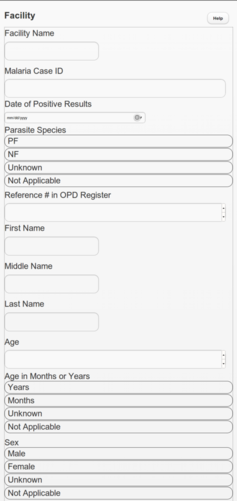 Facility
Help
Facility Name
Malaria Case ID
Date of Positive Results
mm/dd/yyyy
Parasite Species
PF
NF
Unknown
Not Applicable
Reference # in OPD Register
First Name
Middle Name
Last Name
Age
Age in Months or Years
Years
Months
Unknown
Not Applicable
Sex
Male
Female
Unknown
Not Applicable